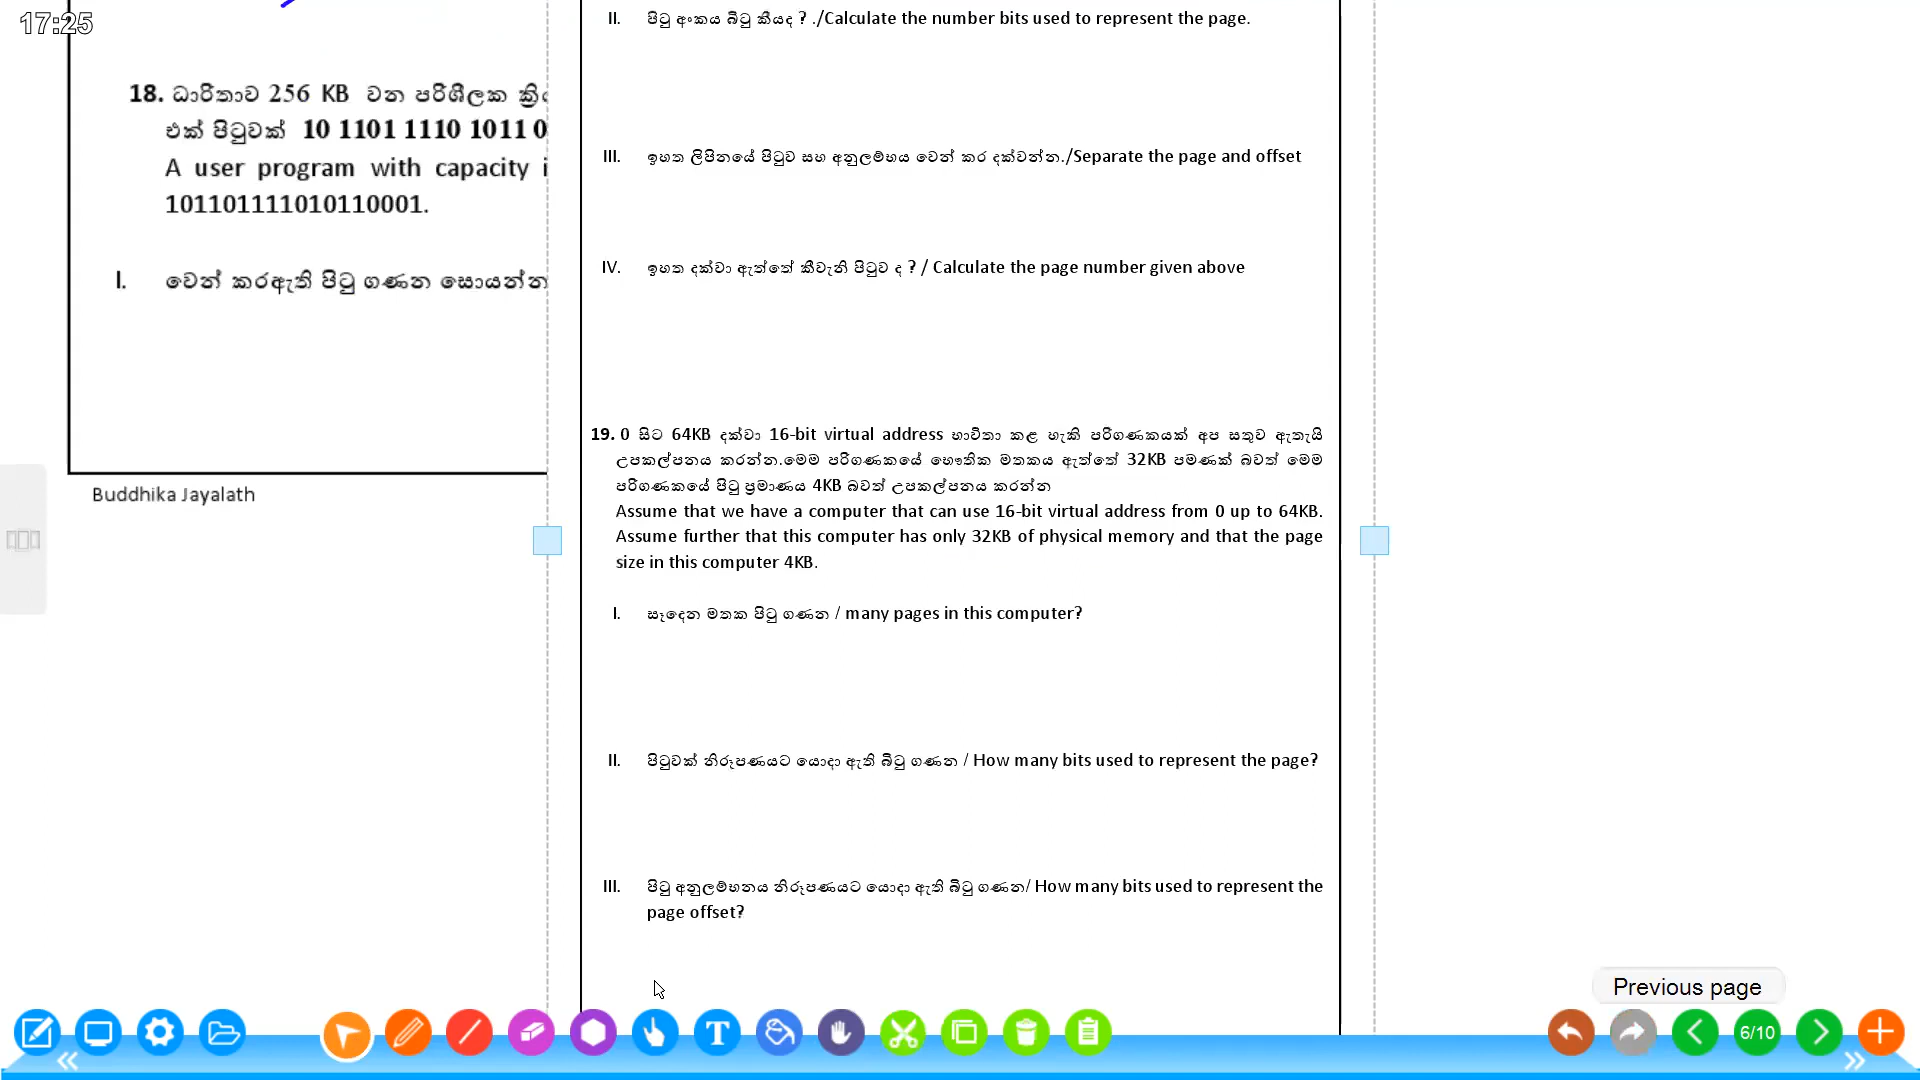 17:25
18. ධාරිතාව 256 KB වන පරිශීලක
එක් පිටුවක් 10 1101 1110 1011 0
A user program with capacity i
101101111010110001.
I. වෙන් කරඇති පිටු ගණන සොයන්න
Buddhika Jayalath
II. පිටු අංකය බිටු කීයද ? ./Calculate the number bits used to represent the page.
III. ඉහත ලිපිනයේ පිටුව සහ අනුලම්භය වෙන් කර දක්වන්න./Separate the page and offset
IV. ඉහත දක්වා ඇත්තේ කීවැනි පිටුව ද ? / Calculate the page number given above
19. 0 සිට 64KB දක්වා 16-bit virtual address භාවිතා කළ හැකි පරිගණකයක් අප සතුව ඇතැයි
උපකල්පනය කරන්න.මෙම පරිගණකයේ භෞතික මතකය ඇත්තේ 32KB පමණක් බවත් මෙම
පරිගණකයේ පිටු ප්‍රමාණය 4KB බවත් උපකල්පනය කරන්න
Assume that we have a computer that can use 16-bit virtual address from 0 up to 64KB.
Assume further that this computer has only 32KB of physical memory and that the page
size in this computer 4KB.
I. සෑදෙන මතක පිටු ගණන / many pages in this computer?
II. පිටුවක් නිරූපණයට යොදා ඇති බිටු ගණන / How many bits used to represent the page?
III. පිටු අනුලම්භනය නිරූපණයට යොදා ඇති බිටු ගණන/ How many bits used to represent the
page offset?
Previous page
T
6/10